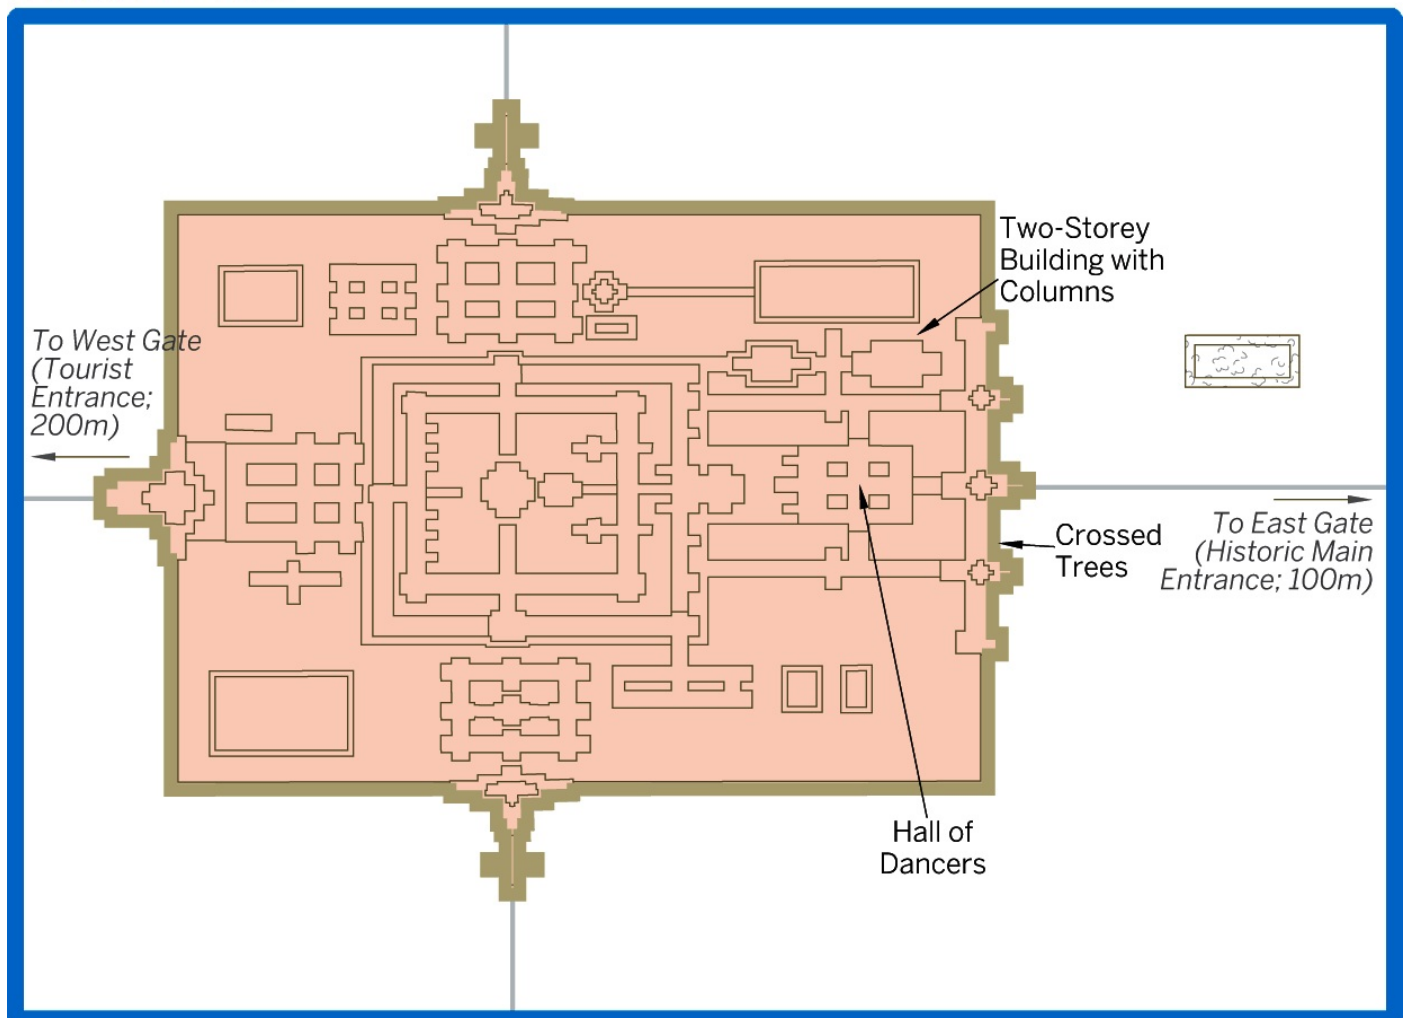 Two-Storey
Building with
Columns
To West Gate
(Tourist
Entrance;
200m)
To East Gate
(Historic Main
Entrance; 100m)
Crossed
Trees
Hall of
Dancers